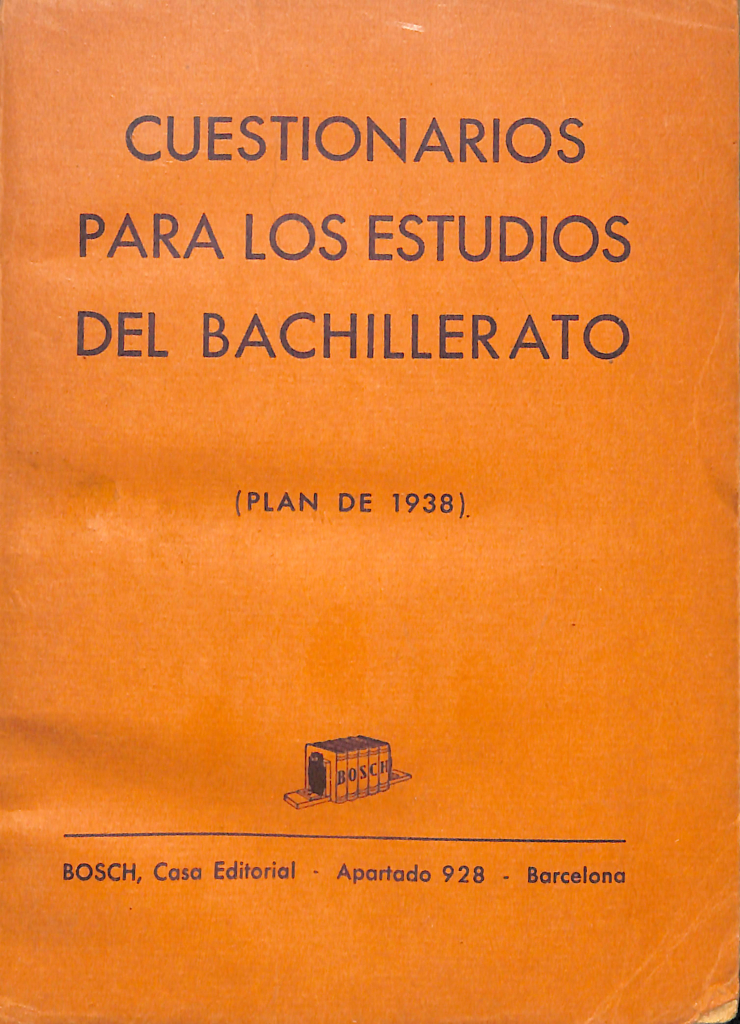 CUESTIONARIOS
PARA LOS ESTUDIOS
DEL BACHILLERATO
(PLAN DE 1938).
BOSCH
BOSCH, Casa Editorial - Apartado 928 - Barcelona